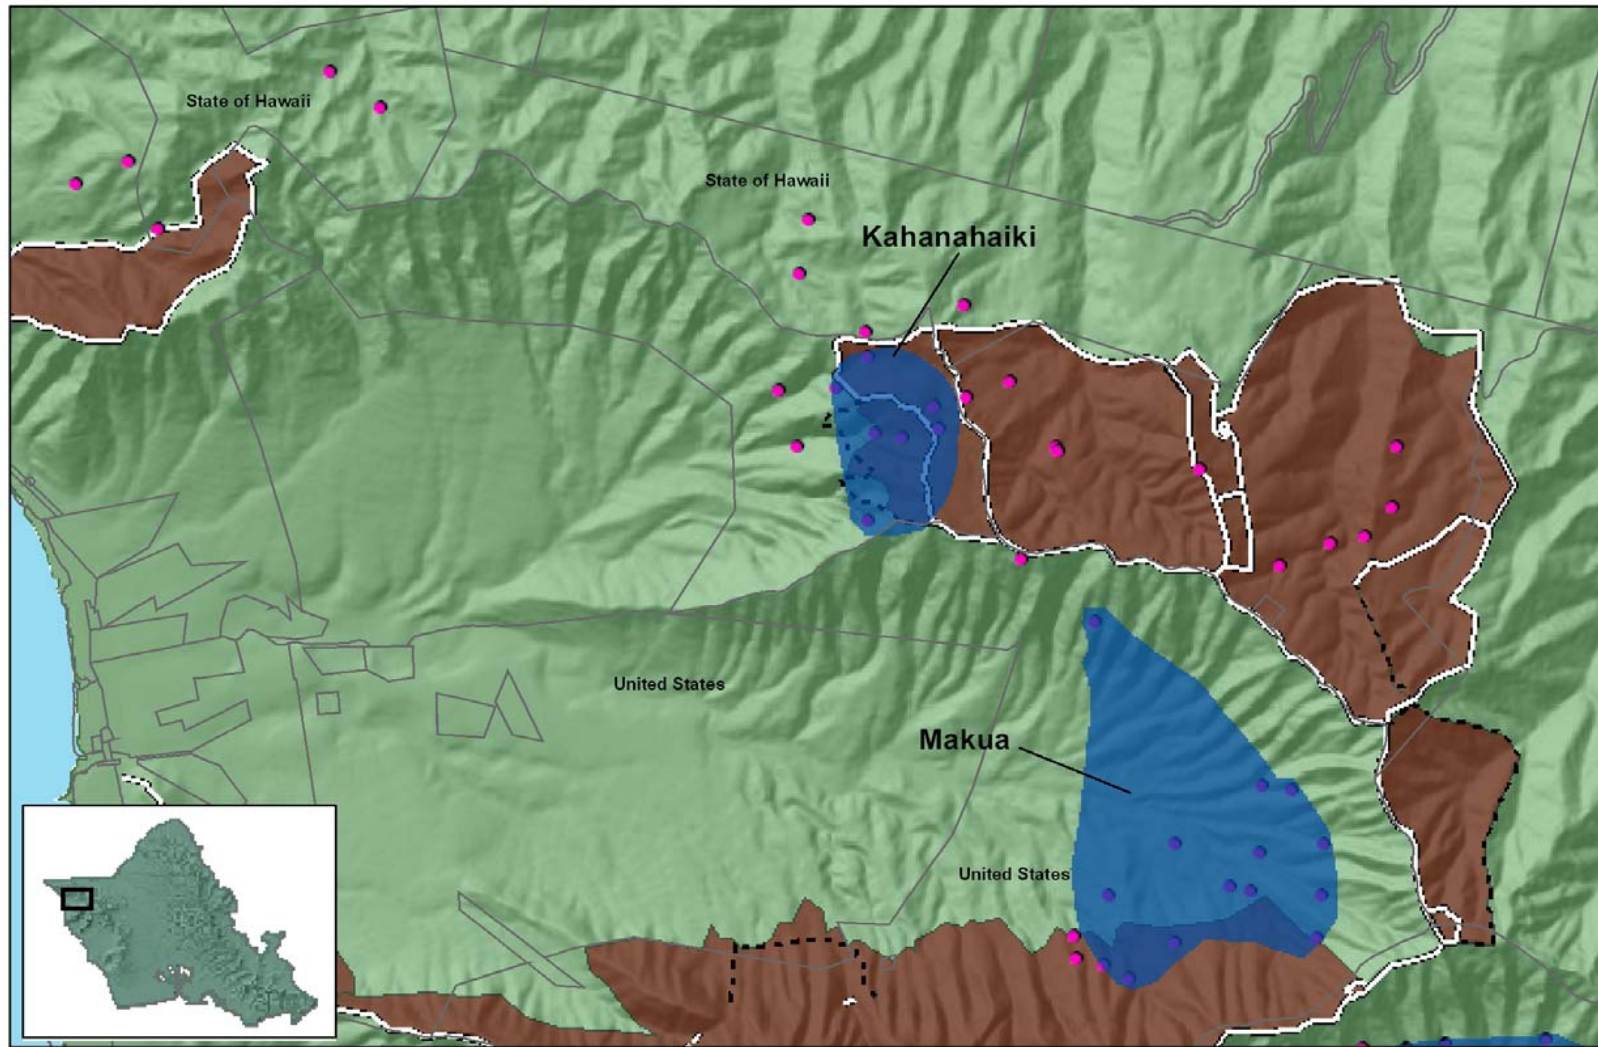 State of Hawaii
State of Hawaii
Kahanahaiki
United States
Makua
United States